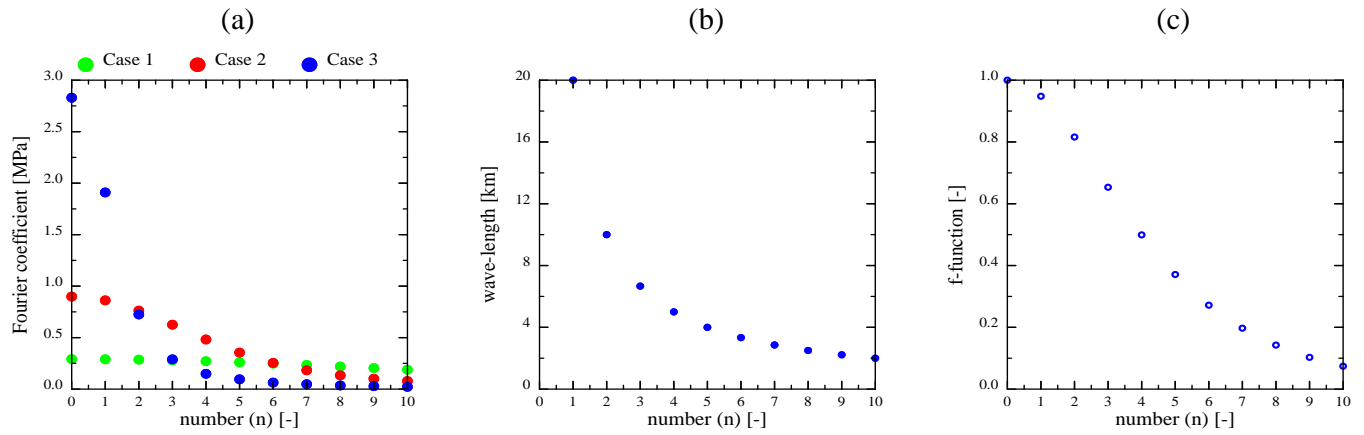 (a)
(b)
(c)
Case 1 Case 2 Case 3
3.0
2.5
2.0
1.5
1.0
0.5
0.0
Fourier coefficient [MPa]
0 1 2 3 4 5 6 7 8 9 10
number (n) [-]
20
16
12
8
4
0
wave-length [km]
0 1 2 3 4 5 6 7 8 9 10
number (n) [-]
1.0
0.8
0.6
0.4
0.2
0.0
f-function [-]
0 1 2 3 4 5 6 7 8 9 10
number (n) [-]